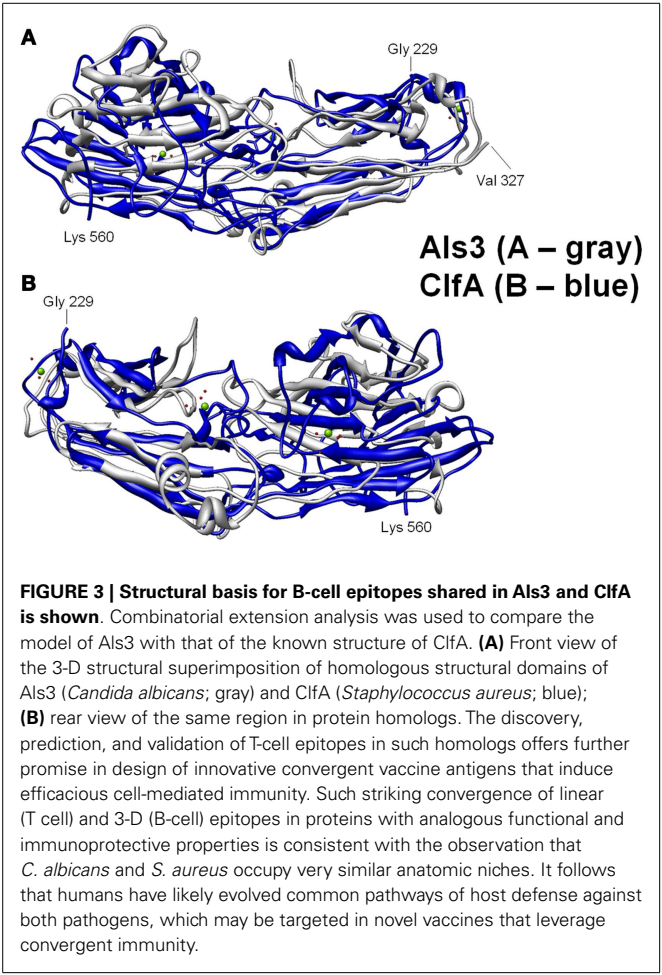 A
Gly 229
Val 327
Lys 560
Als3 (A – gray)
ClfA (B – blue)
B
Gly 229
Lys 560
FIGURE 3 | Structural basis for B-cell epitopes shared in Als3 and ClfA
is shown. Combinatorial extension analysis was used to compare the
model of Als3 with that of the known structure of ClfA. (A) Front view of
the 3-D structural superimposition of homologous structural domains of
Als3 (Candida albicans; gray) and ClfA (Staphylococcus aureus; blue);
(B) rear view of the same region in protein homologs. The discovery,
prediction, and validation of T-cell epitopes in such homologs offers further
promise in design of innovative convergent vaccine antigens that induce
efficacious cell-mediated immunity. Such striking convergence of linear
(T cell) and 3-D (B-cell) epitopes in proteins with analogous functional and
immunoprotective properties is consistent with the observation that
C. albicans and S. aureus occupy very similar anatomic niches. It follows
that humans have likely evolved common pathways of host defense against
both pathogens, which may be targeted in novel vaccines that leverage
convergent immunity.